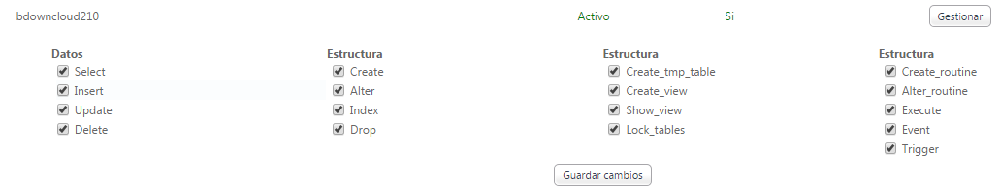 bdowncloud210 Activo Si Gestionar
Datos Estructura Estructura Estructura
Select Create Create_tmp_table Create_routine
Insert Alter Create_view Alter_routine
Update Index Show_view Execute
Delete Drop Lock_tables Event
Trigger
Guardar cambios